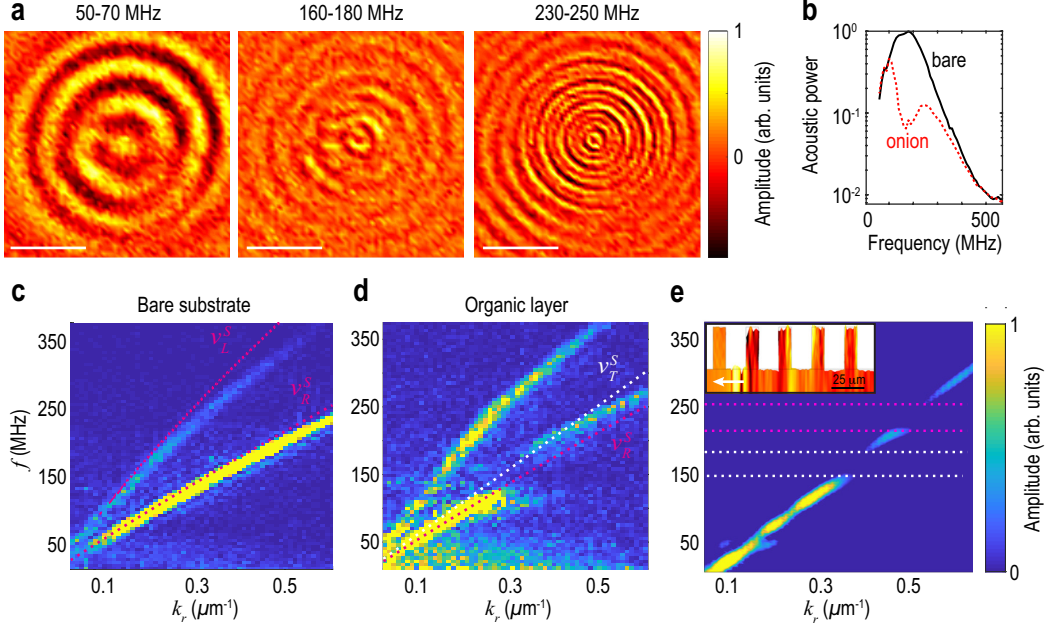 a
50-70 MHz
160-180 MHz
230-250 MHz
1
0
Amplitude (arb. units)
b
10⁰
10⁻¹
10⁻²
Acoustic power
bare
onion
0
500
Frequency (MHz)
c
Bare substrate
350
250
150
50
f (MHz)
v_L^S
v_R^S
0.1
0.3
0.5
k_r (µm⁻¹)
d
Organic layer
350
250
150
50
v_T^S
v_R^S
0.1
0.3
0.5
k_r (µm⁻¹)
e
25 µm
350
250
150
50
0.1
0.3
0.5
k_r (µm⁻¹)
1
0
Amplitude (arb. units)